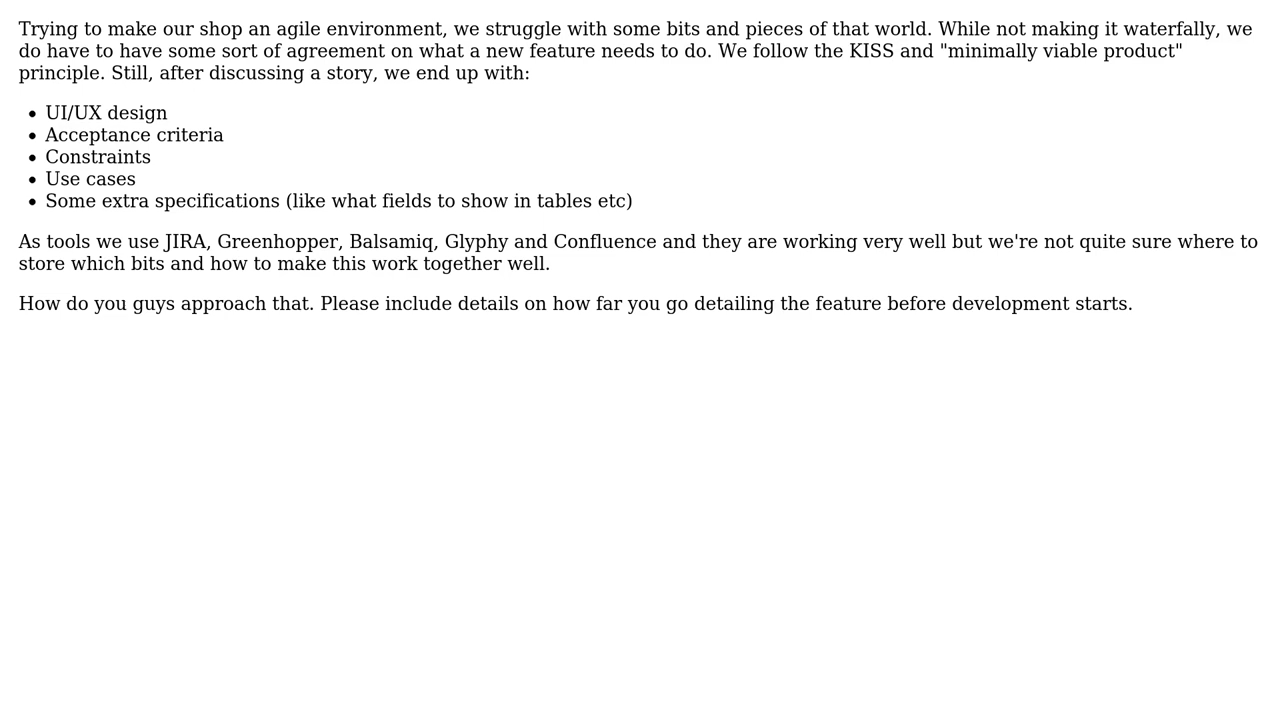 Trying to make our shop an agile environment, we struggle with some bits and pieces of that world. While not making it waterfally, we
do have to have some sort of agreement on what a new feature needs to do. We follow the KISS and "minimally viable product"
principle. Still, after discussing a story, we end up with:
• UI/UX design
• Acceptance criteria
• Constraints
• Use cases
• Some extra specifications (like what fields to show in tables etc)
As tools we use JIRA, Greenhopper, Balsamiq, Glyphy and Confluence and they are working very well but we're not quite sure where to
store which bits and how to make this work together well.
How do you guys approach that. Please include details on how far you go detailing the feature before development starts.